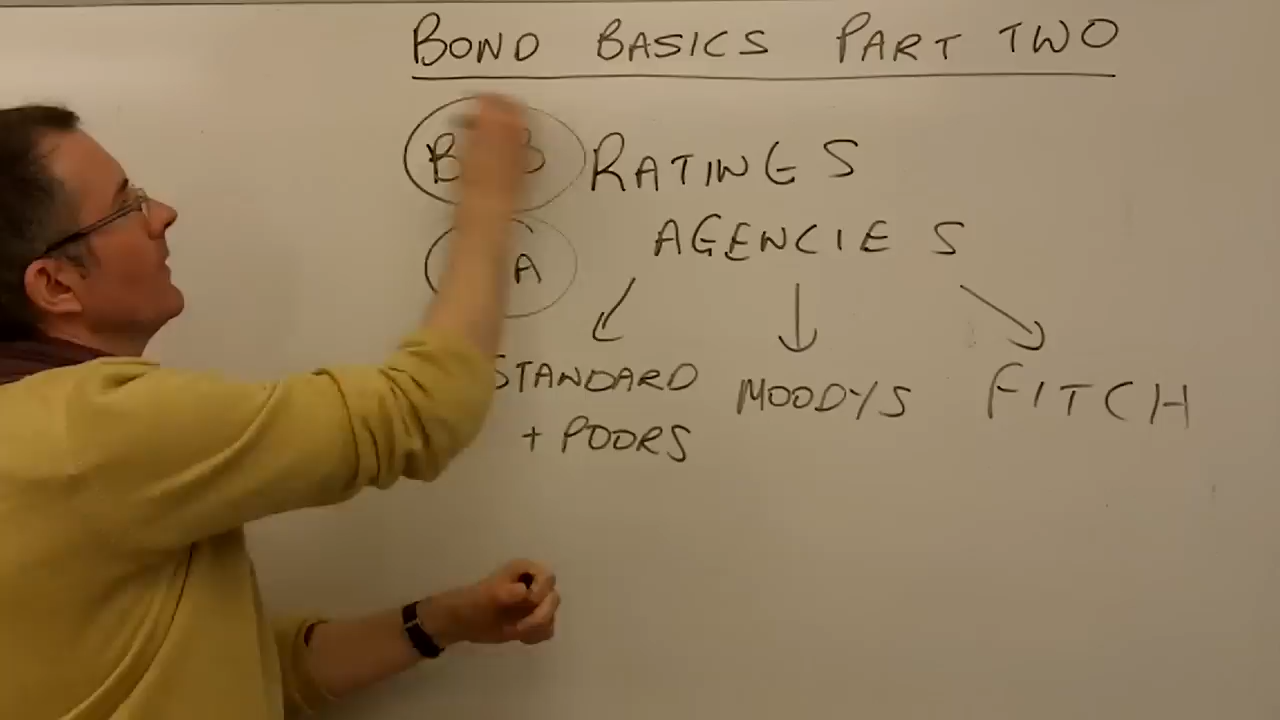 BOND BASICS PART TWO
RATINGS
AGENCIES
STANDARD
+ POORS
MOODYS
FITCH